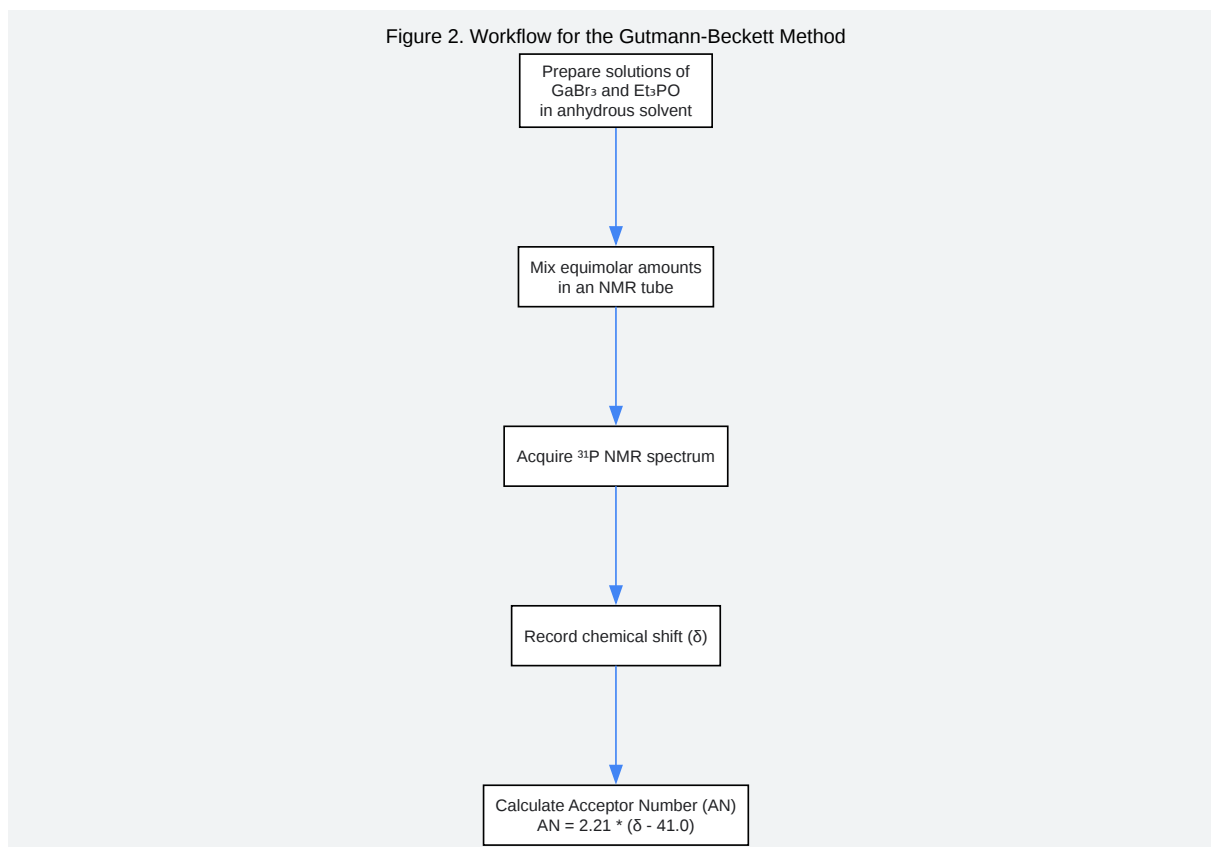 Figure 2. Workflow for the Gutmann-Beckett Method
Prepare solutions of
GaBr₃ and Et₃PO
in anhydrous solvent
Mix equimolar amounts
in an NMR tube
Acquire ³¹P NMR spectrum
Record chemical shift (δ)
Calculate Acceptor Number (AN)
AN = 2.21 * (δ - 41.0)